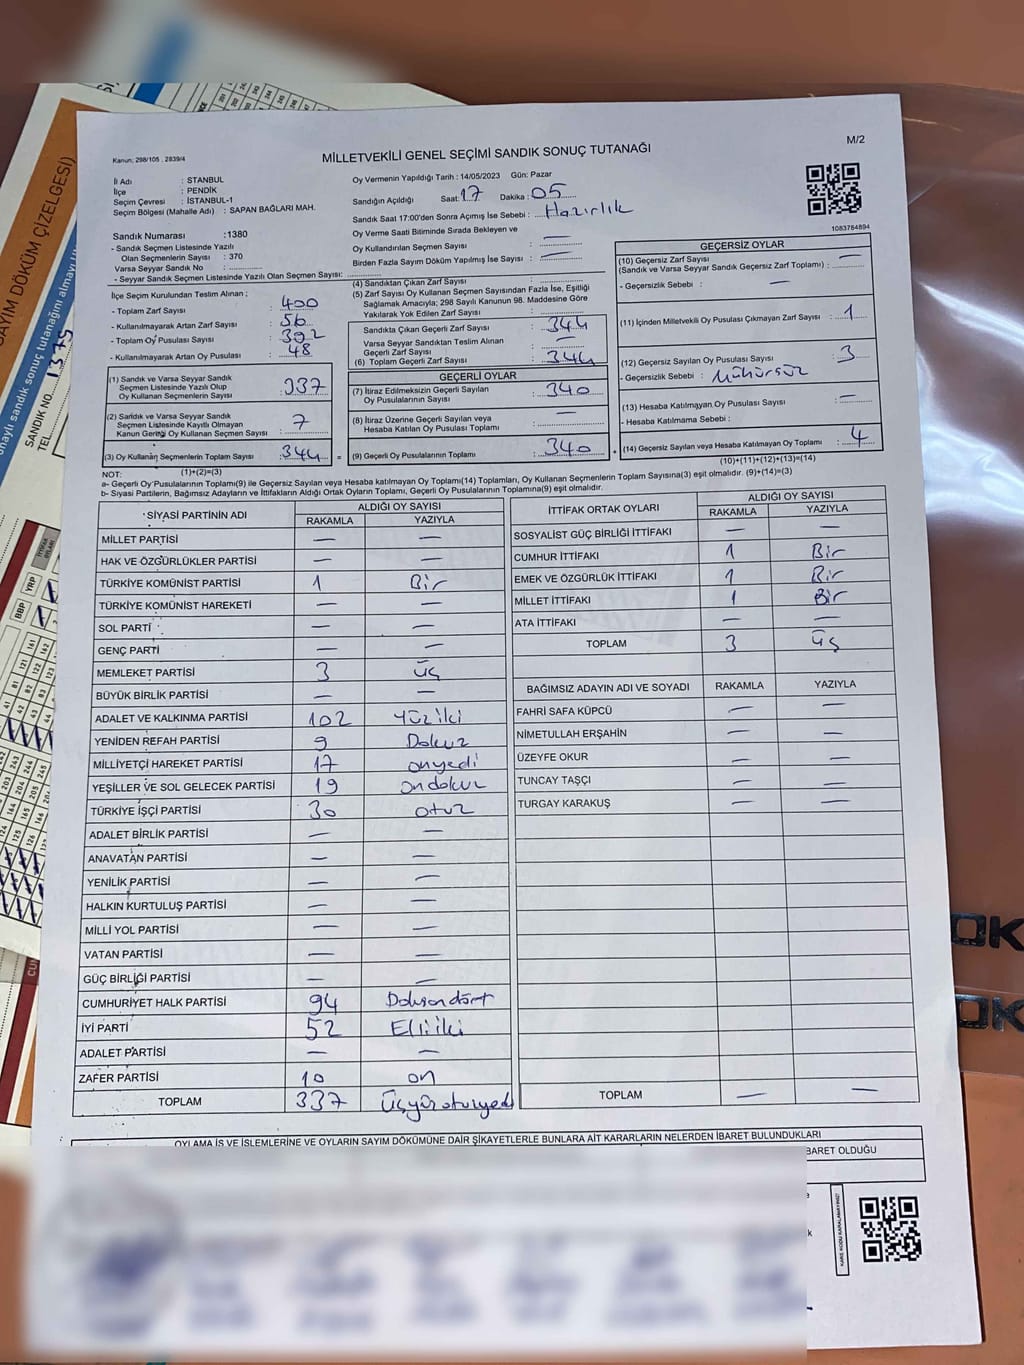 SAYIM DÖKÜM ÇİZELGESİ)
SANDIK NO. 1375
TEL
M/2
Kanun: 298/105 . 2839/4
MİLLETVEKİLİ GENEL SEÇİMİ SANDIK SONUÇ TUTANAĞI
İl Adı : STANBUL
İlçe : PENDİK
Seçim Çevresi : İSTANBUL-1
Seçim Bölgesi (Mahalle Adı) : SAPAN BAĞLARI MAH.
Oy Vermenin Yapıldığı Tarih : 14/05/2023 Gün: Pazar
Sandığın Açıldığı Saat: 17 Dakika : 05
Sandık Saat 17:00'den Sonra Açımış İse Sebebi : Hazırlık
Oy Verme Saati Bitiminde Sırada Bekleyen ve
Oy Kullandırılan Seçmen Sayısı : —
Birden Fazla Sayım Döküm Yapılmış İse Sayısı : —
1083784894
Sandık Numarası :1380
- Sandık Seçmen Listesinde Yazılı
Olan Seçmenlerin Sayısı : 370
Varsa Seyyar Sandık No :
- Seyyar Sandık Seçmen Listesinde Yazılı Olan Seçmen Sayısı:
İlçe Seçim Kurulundan Teslim Alınan ;
- Toplam Zarf Sayısı : 400
- Kullanılmayarak Artan Zarf Sayısı : 56
- Toplam Oy Pusulası Sayısı : 392
- Kullanılmayarak Artan Oy Pusulası : 48
(1) Sandık ve Varsa Seyyar Sandık
Seçmen Listesinde Yazılı Olup
Oy Kullanan Seçmenlerin Sayısı : 337
(2) Sandık ve Varsa Seyyar Sandık
Seçmen Listesinde Kayıtlı Olmayan
Kanun Gereği Oy Kullanan Seçmen Sayısı : 7
(3) Oy Kullanan Seçmenlerin Toplam Sayısı : 344 =
(1)+(2)=(3)
(4) Sandıktan Çıkan Zarf Sayısı :
(5) Zarf Sayısı Oy Kullanan Seçmen Sayısından Fazla İse, Eşitliği
Sağlamak Amacıyla; 298 Sayılı Kanunun 98. Maddesine Göre
Yakılarak Yok Edilen Zarf Sayısı :
Sandıkta Çıkan Geçerli Zarf Sayısı : 344
Varsa Seyyar Sandıktan Teslim Alınan
Geçerli Zarf Sayısı : —
(6) Toplam Geçerli Zarf Sayısı : 344
GEÇERLİ OYLAR
(7) İtiraz Edilmeksizin Geçerli Sayılan
Oy Pusulalarının Sayısı : 340
(8) İtiraz Üzerine Geçerli Sayılan veya
Hesaba Katılan Oy Pusulası Toplamı : —
(9) Geçerli Oy Pusulalarının Toplamı : 340 +
GEÇERSİZ OYLAR
(10) Geçersiz Zarf Sayısı
(Sandık ve Varsa Seyyar Sandık Geçersiz Zarf Toplamı) : —
- Geçersizlik Sebebi : —
(11) İçinden Milletvekili Oy Pusulası Çıkmayan Zarf Sayısı : 1
(12) Geçersiz Sayılan Oy Pusulası Sayısı : 3
- Geçersizlik Sebebi : Mühürsüz
(13) Hesaba Katılmayan Oy Pusulası Sayısı : —
- Hesaba Katılmama Sebebi :
(14) Geçersiz Sayılan veya Hesaba Katılmayan Oy Toplamı : 4
(10)+(11)+(12)+(13)=(14)
NOT:
a- Geçerli Oy Pusulalarının Toplamı(9) ile Geçersiz Sayılan veya Hesaba katılmayan Oy Toplamı(14) Toplamları, Oy Kullanan Seçmenlerin Toplam Sayısına(3) eşit olmalıdır. (9)+(14)=(3)
b- Siyasi Partilerin, Bağımsız Adayların ve İttifakların Aldığı Ortak Oyların Toplamı, Geçerli Oy Pusulalarının Toplamına(9) eşit olmalıdır.
SİYASİ PARTİNİN ADI ALDIĞI OY SAYISI
RAKAMLA YAZIYLA
MİLLET PARTİSİ — —
HAK VE ÖZGÜRLÜKLER PARTİSİ — —
TÜRKİYE KOMÜNİST PARTİSİ 1 Bir
TÜRKİYE KOMÜNİST HAREKETİ — —
SOL PARTİ — —
GENÇ PARTİ — —
MEMLEKET PARTİSİ 3 Üç
BÜYÜK BİRLİK PARTİSİ — —
ADALET VE KALKINMA PARTİSİ 102 Yüziki
YENİDEN REFAH PARTİSİ 9 Dokuz
MİLLİYETÇİ HAREKET PARTİSİ 17 onyedi
YEŞİLLER VE SOL GELECEK PARTİSİ 19 ondokuz
TÜRKİYE İŞÇİ PARTİSİ 30 otuz
ADALET BİRLİK PARTİSİ — —
ANAVATAN PARTİSİ — —
YENİLİK PARTİSİ — —
HALKIN KURTULUŞ PARTİSİ — —
MİLLİ YOL PARTİSİ — —
VATAN PARTİSİ — —
GÜÇ BİRLİĞİ PARTİSİ — —
CUMHURİYET HALK PARTİSİ 94 Doksandört
İYİ PARTİ 52 Elliiki
ADALET PARTİSİ — —
ZAFER PARTİSİ 10 on
TOPLAM 337 Üçyüzotuzyedi
İTTİFAK ORTAK OYLARI ALDIĞI OY SAYISI
RAKAMLA YAZIYLA
SOSYALİST GÜÇ BİRLİĞİ İTTİFAKI — —
CUMHUR İTTİFAKI 1 Bir
EMEK VE ÖZGÜRLÜK İTTİFAKI 1 Bir
MİLLET İTTİFAKI 1 Bir
ATA İTTİFAKI — —
TOPLAM 3 üç
BAĞIMSIZ ADAYIN ADI VE SOYADI RAKAMLA YAZIYLA
FAHRİ SAFA KÜPCÜ — —
NİMETULLAH ERŞAHİN — —
ÜZEYFE OKUR — —
TUNCAY TAŞÇI — —
TURGAY KARAKUŞ — —
TOPLAM — —
OYLAMA İŞ VE İŞLEMLERİNE VE OYLARIN SAYIM DÖKÜMÜNE DAİR ŞİKAYETLERLE BUNLARA AİT KARARLARIN NELERDEN İBARET BULUNDUKLARI
BARET OLDUĞU
KARE KODU KARALAMAYINIZ!